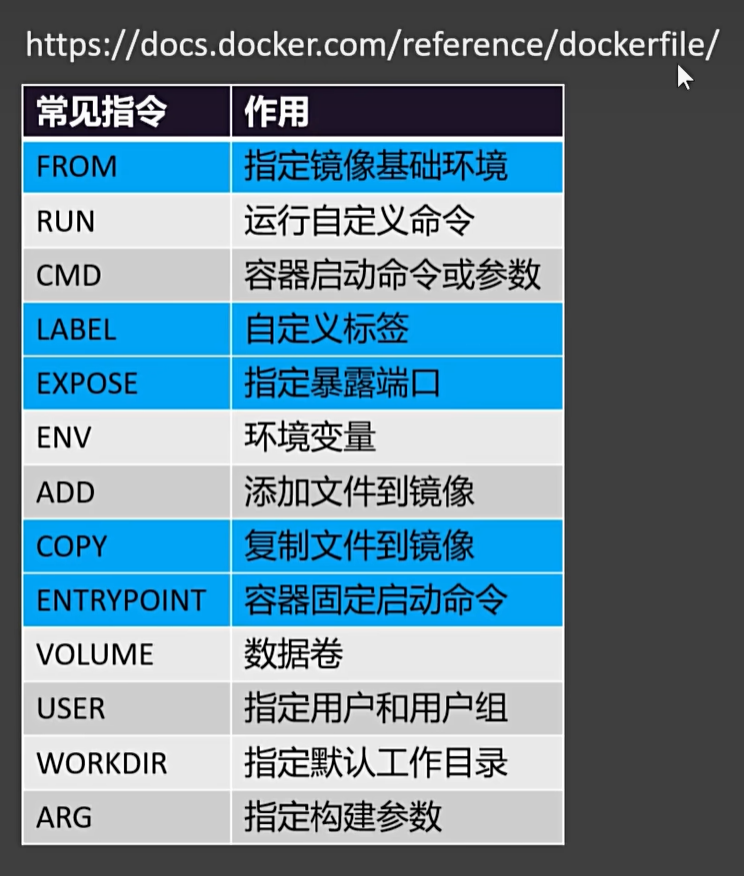 https://docs.docker.com/reference/dockerfile/
常见指令 作用
FROM 指定镜像基础环境
RUN 运行自定义命令
CMD 容器启动命令或参数
LABEL 自定义标签
EXPOSE 指定暴露端口
ENV 环境变量
ADD 添加文件到镜像
COPY 复制文件到镜像
ENTRYPOINT 容器固定启动命令
VOLUME 数据卷
USER 指定用户和用户组
WORKDIR 指定默认工作目录
ARG 指定构建参数